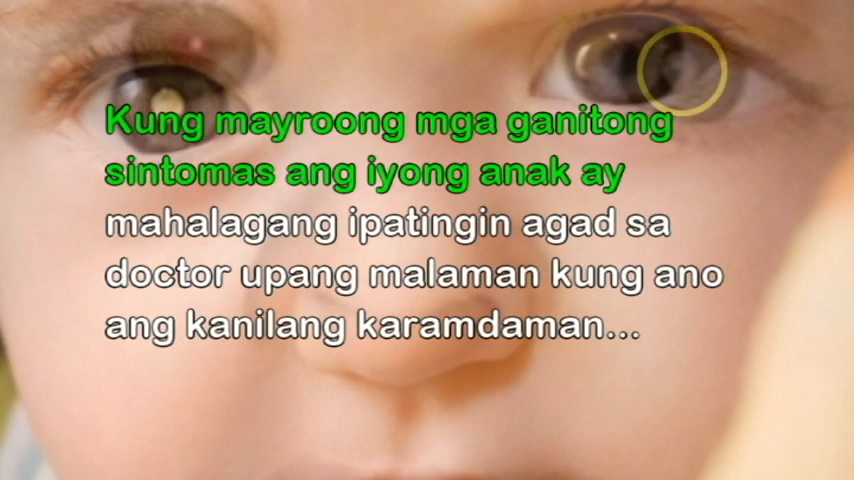 Kung mayroong mga ganitong
sintomas ang iyong anak ay
mahalagang ipatingin agad sa
doctor upang malaman kung ano
ang kanilang karamdaman...